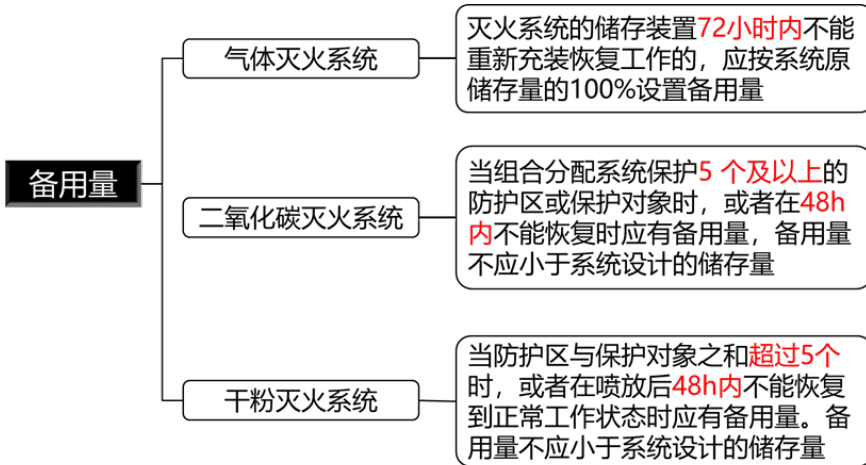 备用量
气体灭火系统
灭火系统的储存装置72小时内不能
重新充装恢复工作的，应按系统原
储存量的100%设置备用量
二氧化碳灭火系统
当组合分配系统保护5 个及以上的
防护区或保护对象时，或者在48h
内不能恢复时应有备用量，备用量
不应小于系统设计的储存量
干粉灭火系统
当防护区与保护对象之和超过5个
时，或者在喷放后48h内不能恢复
到正常工作状态时应有备用量。备
用量不应小于系统设计的储存量